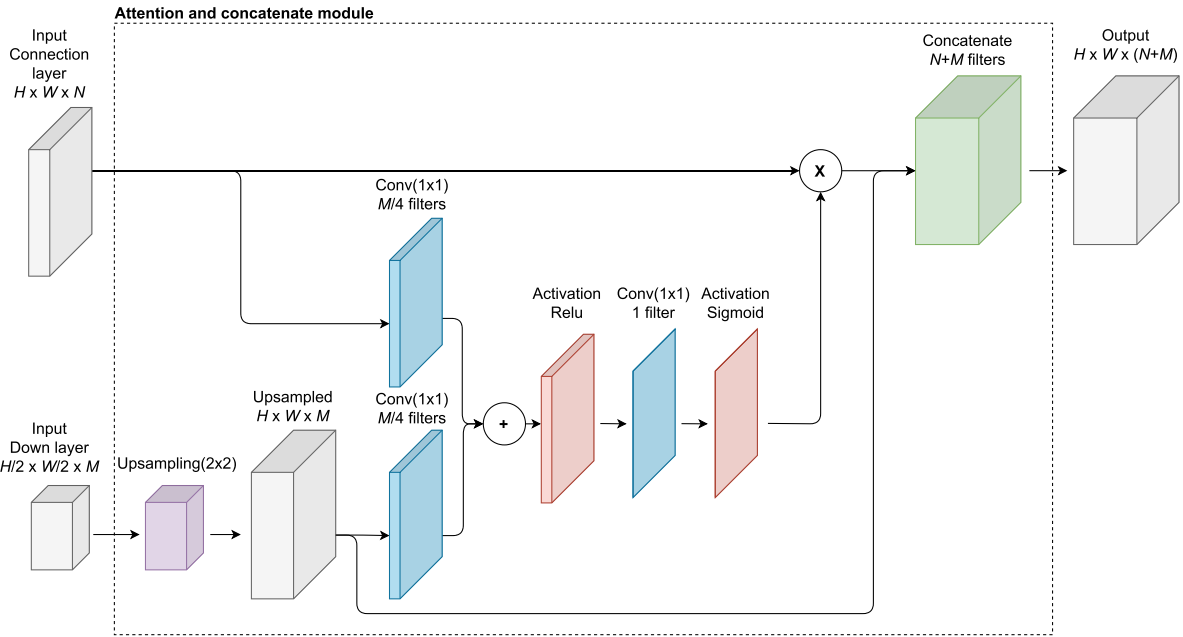 Attention and concatenate module
Input
Connection
layer
H x W x N
Concatenate
N+M filters
Output
H x W x (N+M)
X
Conv(1x1)
M/4 filters
Activation
Relu
Conv(1x1)
1 filter
Activation
Sigmoid
Input
Down layer
H/2 x W/2 x M
Upsampling(2x2)
Upsampled
H x W x M
Conv(1x1)
M/4 filters
+